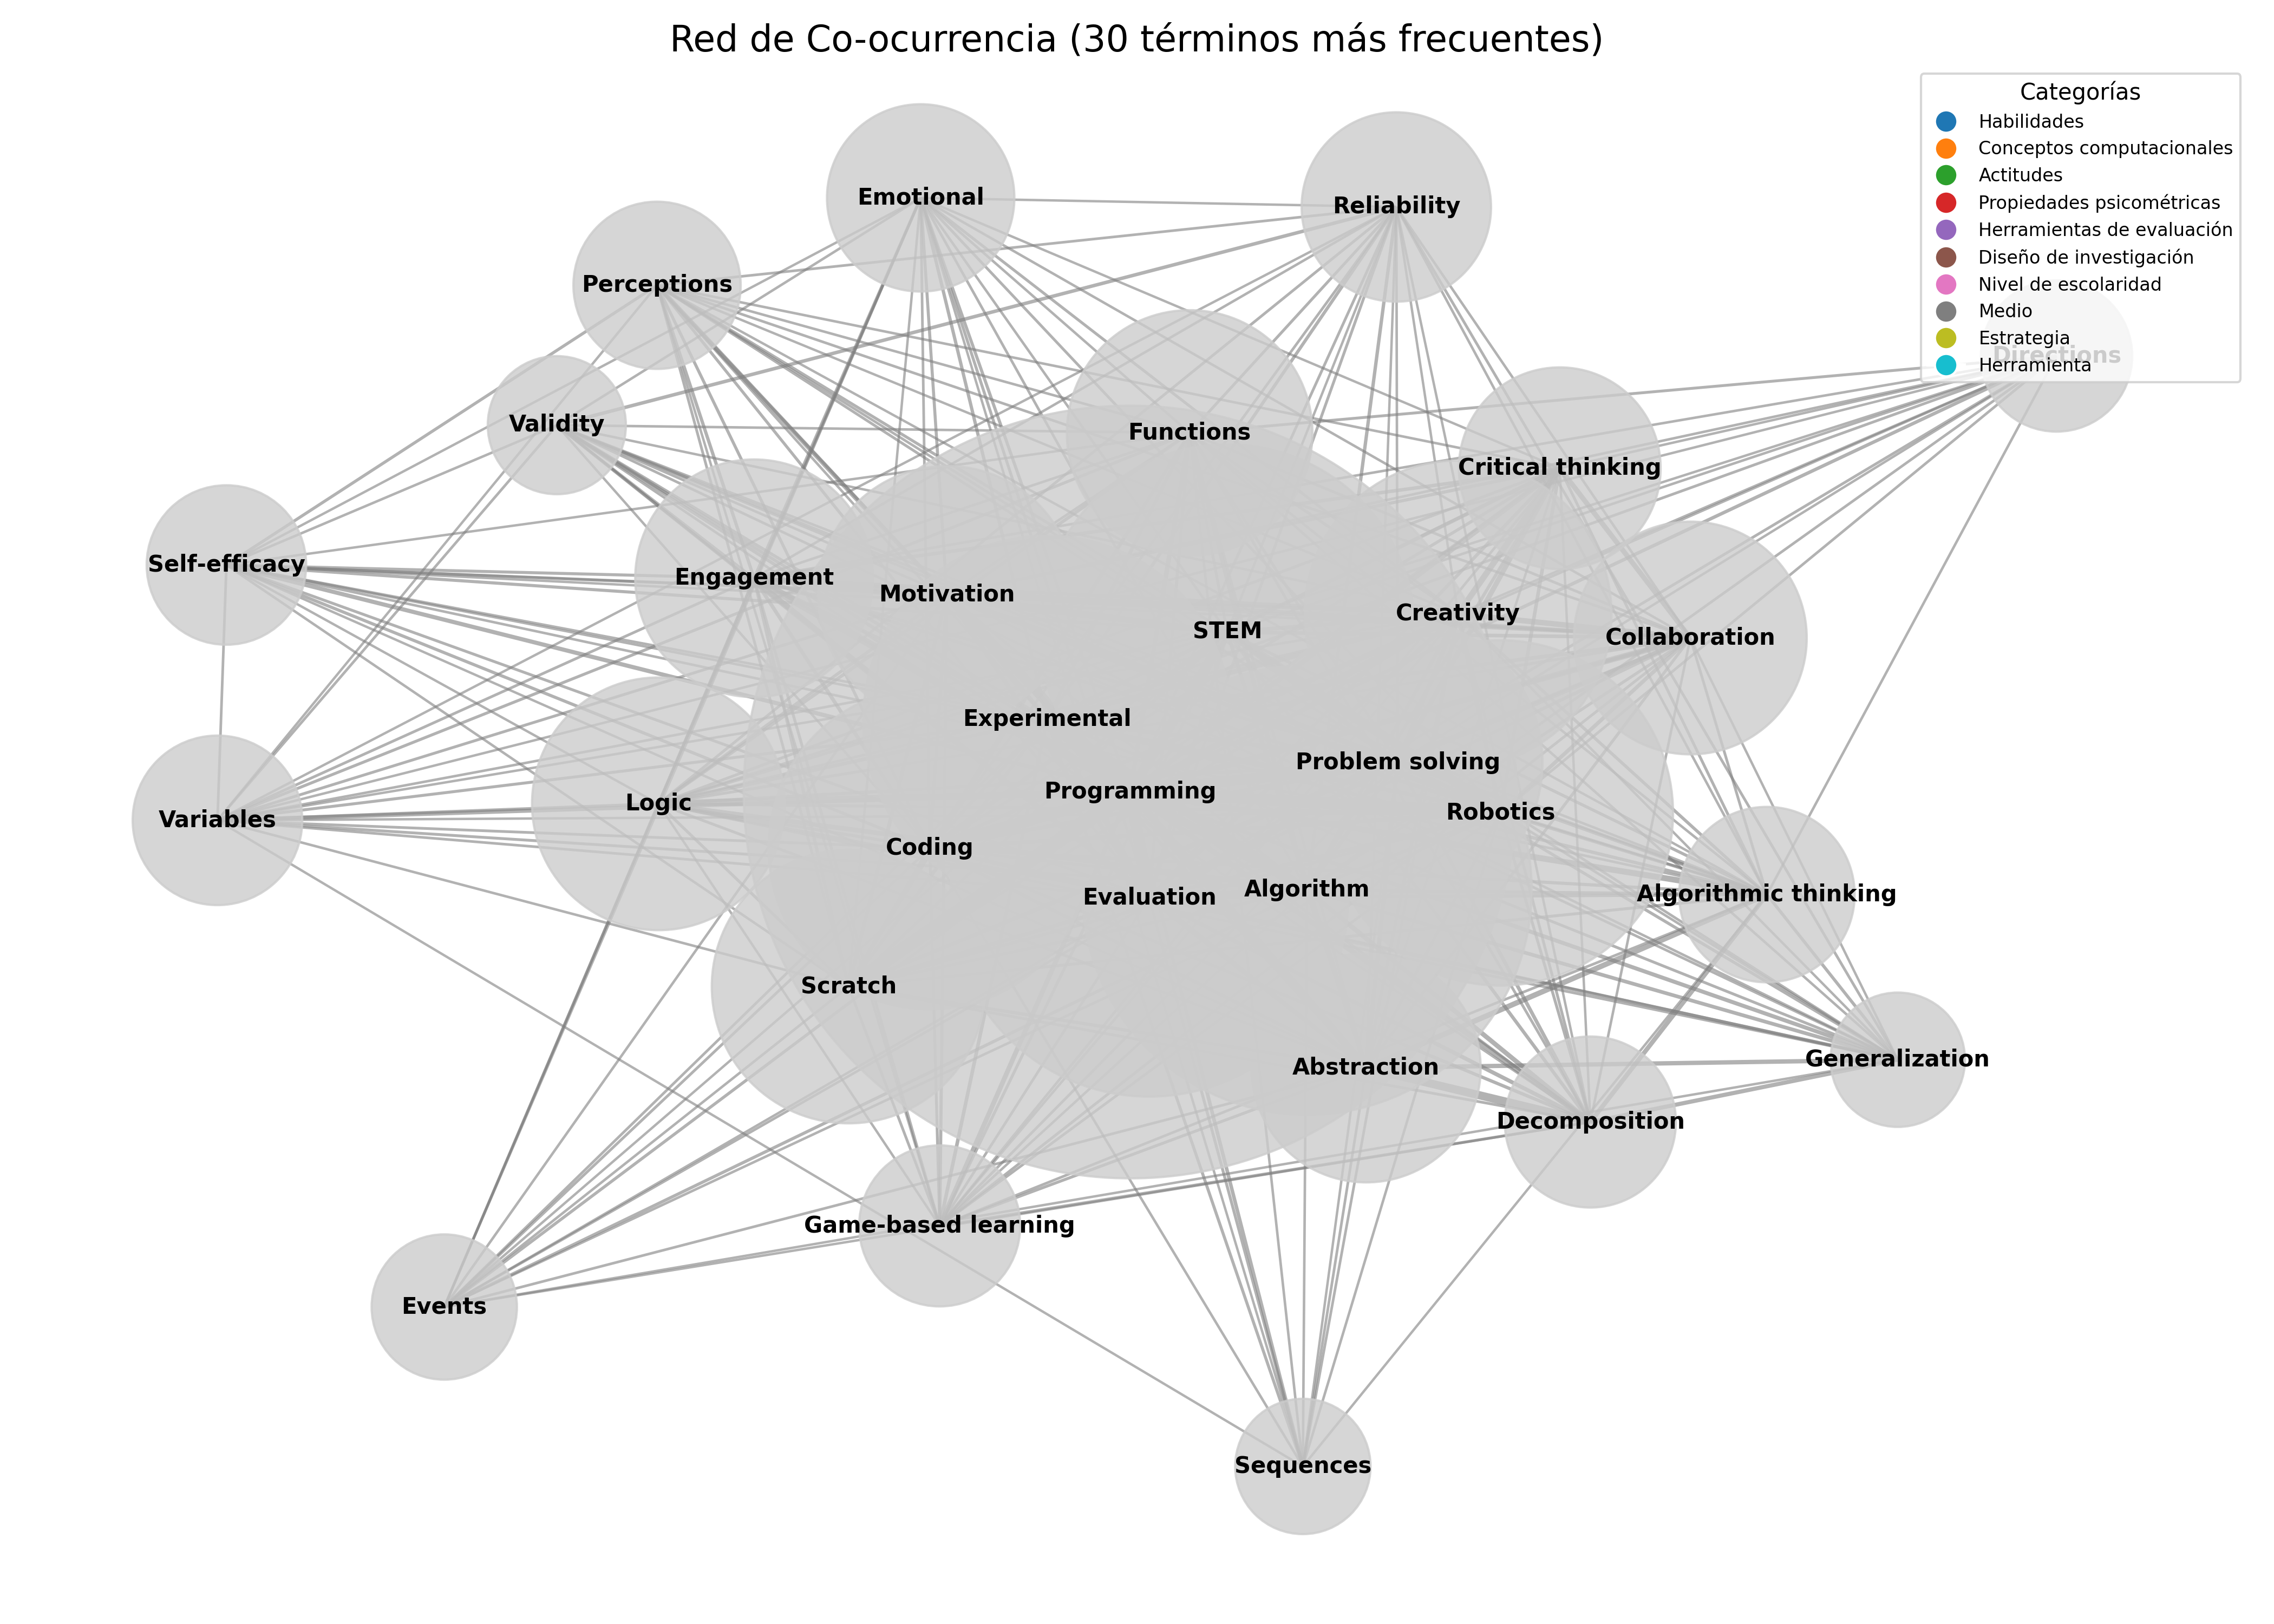 Red de Co-ocurrencia (30 términos más frecuentes)
Categorías
Habilidades
Conceptos computacionales
Actitudes
Propiedades psicométricas
Herramientas de evaluación
Diseño de investigación
Nivel de escolaridad
Medio
Estrategia
Herramienta
Emotional
Reliability
Perceptions
Directions
Validity
Functions
Critical thinking
Self-efficacy
Engagement
Motivation
Creativity
STEM
Collaboration
Experimental
Problem solving
Programming
Logic
Robotics
Variables
Coding
Evaluation
Algorithm
Algorithmic thinking
Scratch
Generalization
Abstraction
Decomposition
Game-based learning
Events
Sequences